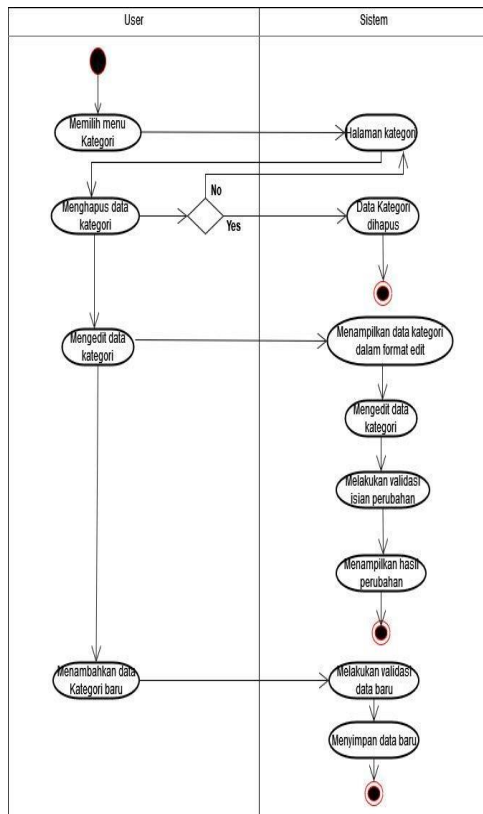 User
Sistem
Memilih menu
Kategori
Halaman kategori
No
Menghapus data
kategori
Yes
Data Kategori
dihapus
Mengedit data
kategori
Menampilkan data kategori
dalam format edit
Mengedit data
kategori
Melakukan validasi
isian perubahan
Menampilkan hasil
perubahan
Menambahkan data
Kategori baru
Melakukan validasi
data baru
Menyimpan data baru